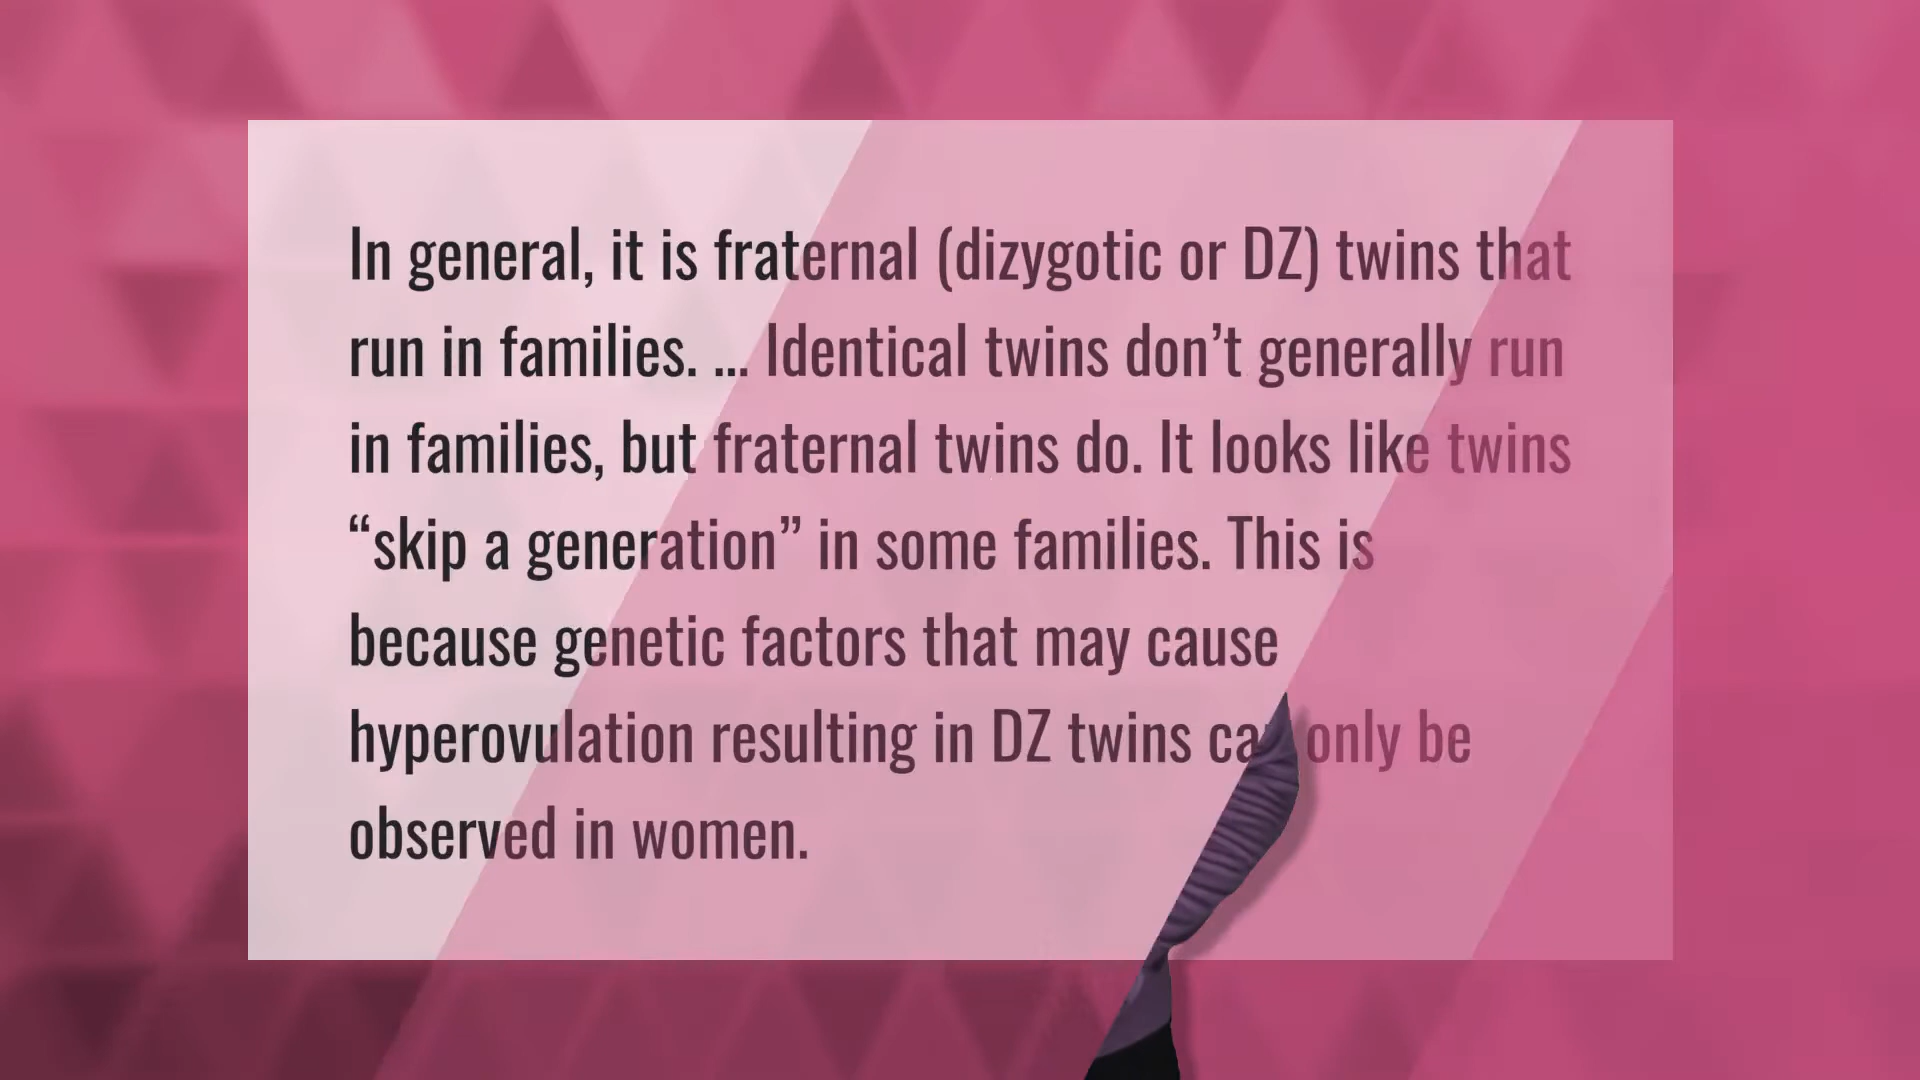 In general, it is fraternal (dizygotic or DZ) twins that
run in families. ... Identical twins don’t generally run
in families, but fraternal twins do. It looks like twins
“skip a generation” in some families. This is
because genetic factors that may cause
hyperovulation resulting in DZ twins can only be
observed in women.